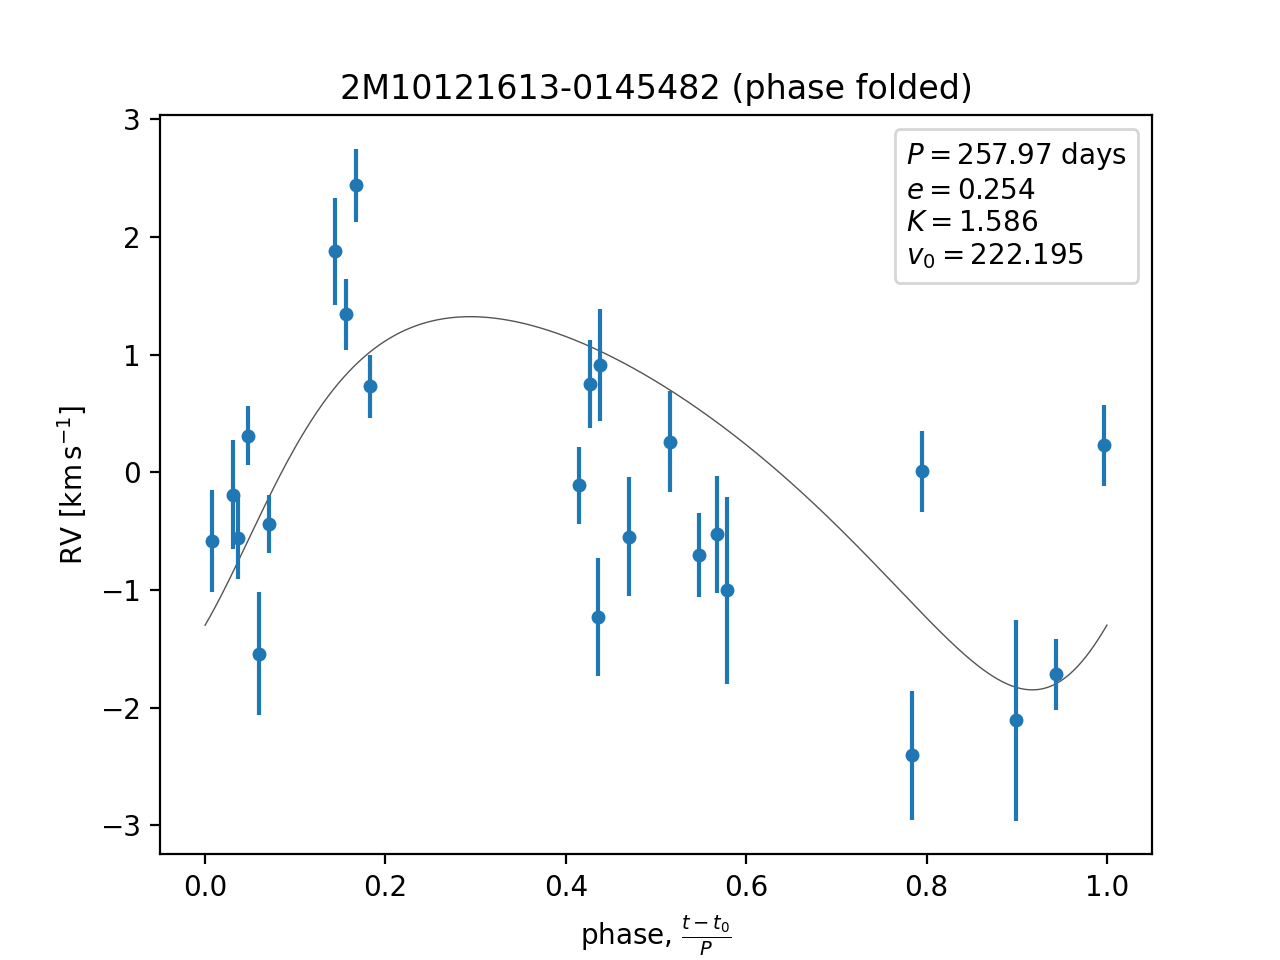 2M10121613-0145482 (phase folded)
P = 257.97 days
e = 0.254
K = 1.586
v₀ = 222.195
RV [km s⁻¹]
3
2
1
0
−1
−2
−3
0.0 0.2 0.4 0.6 0.8 1.0
phase, (t − t₀)/P